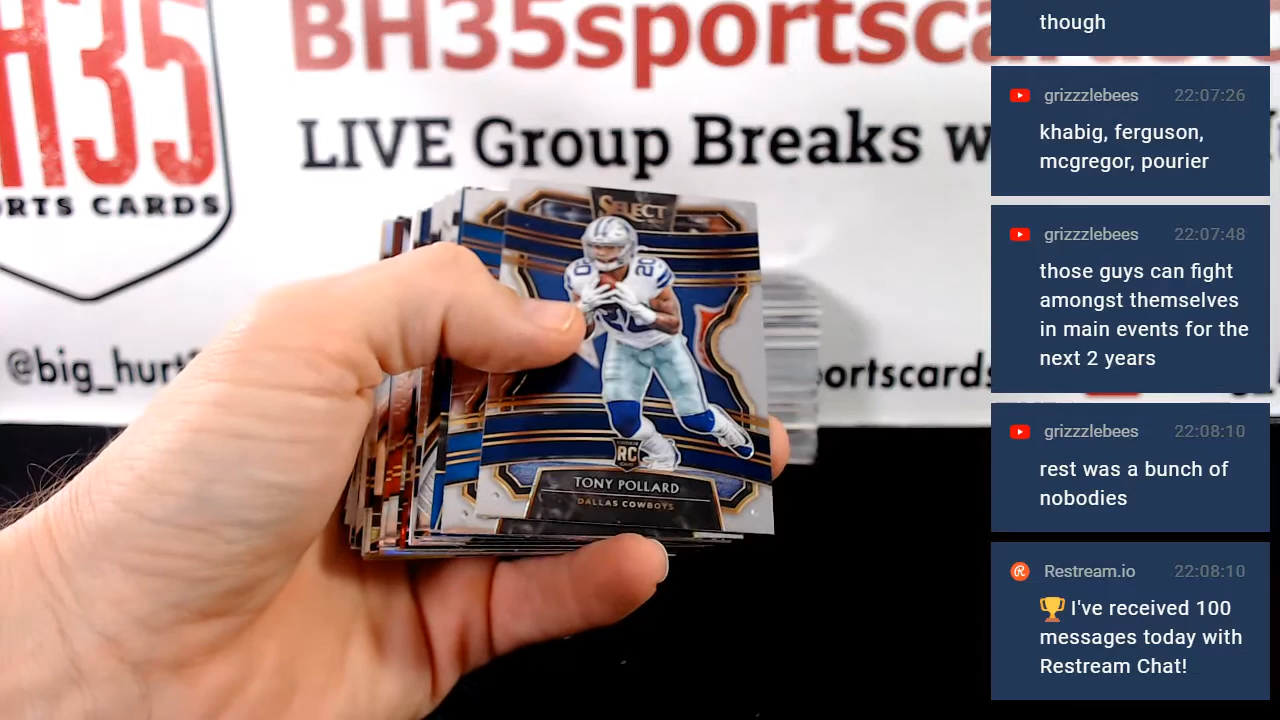 BH35sportsca
LIVE Group Breaks w
H35
RTS CARDS
@big_hurt
ortscards
SELECT
20
20
RC
TONY POLLARD
DALLAS COWBOYS
though
grizzzlebees 22:07:26
khabig, ferguson,
mcgregor, pourier
grizzzlebees 22:07:48
those guys can fight
amongst themselves
in main events for the
next 2 years
grizzzlebees 22:08:10
rest was a bunch of
nobodies
Restream.io 22:08:10
🏆 I've received 100
messages today with
Restream Chat!